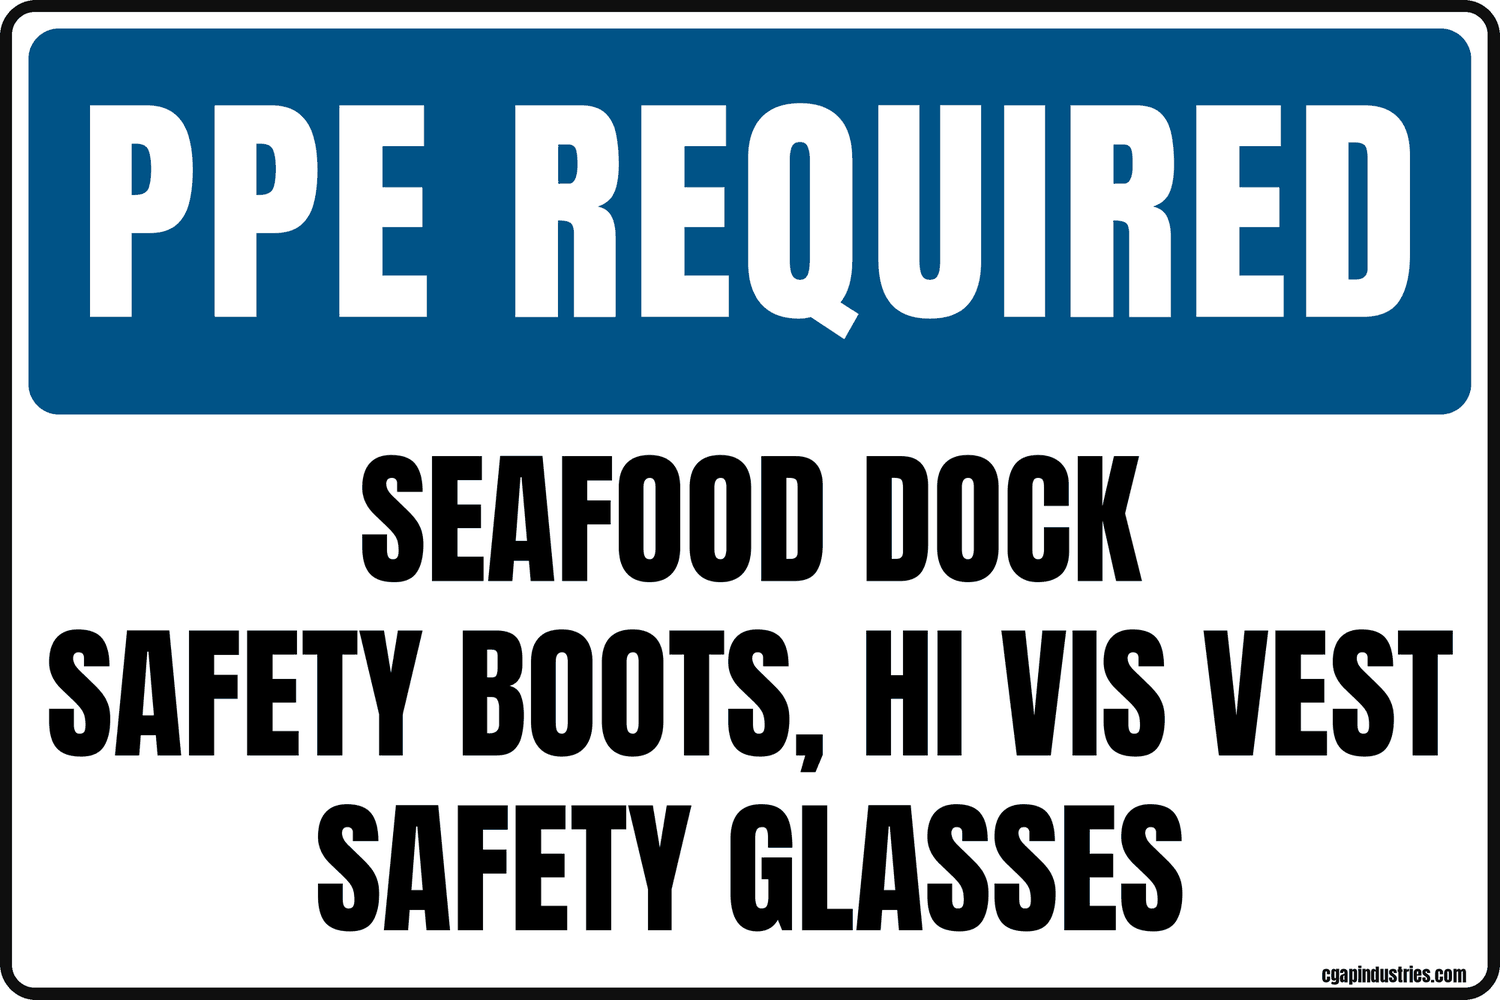 PPE REQUIRED
SEAFOOD DOCK
SAFETY BOOTS, HI VIS VEST
SAFETY GLASSES
cgapindustries.com